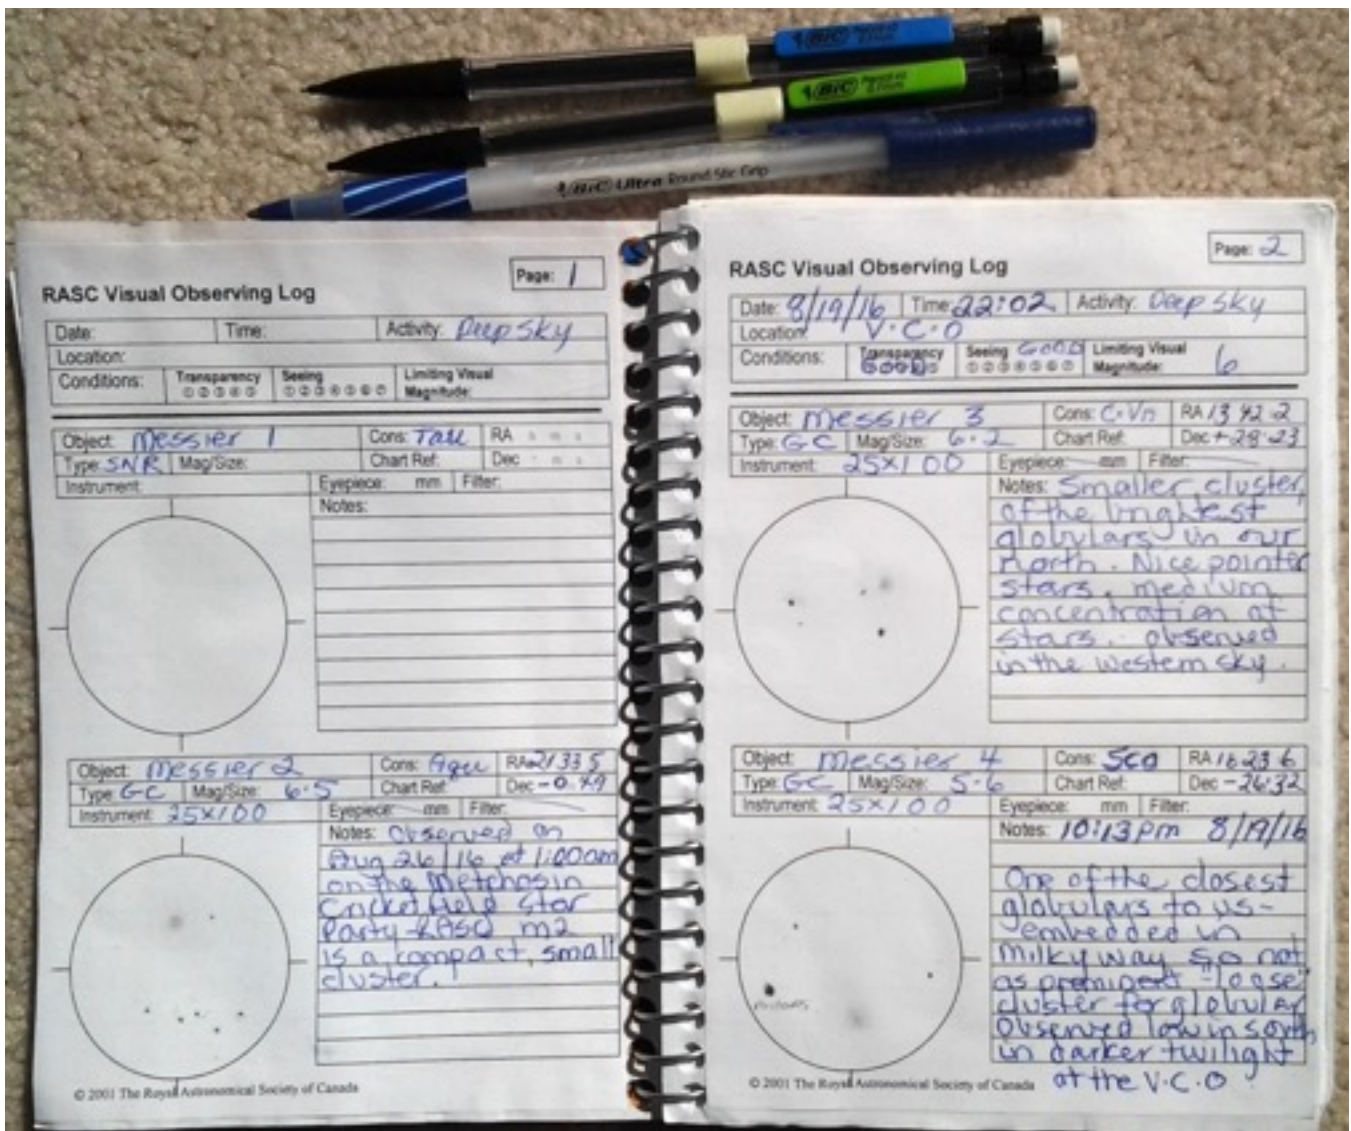 BIC
BIC
BIC Ultra Round Stic Grip
Page: 1
RASC Visual Observing Log
Date: Time: Activity: Deep Sky
Location:
Conditions: Transparency Seeing Limiting Visual
①②③④⑤ Magnitude:
Object: Messier 1 Cons: Tau RA
Type: SNR Mag/Size: Chart Ref: Dec
Instrument: Eyepiece: mm Filter:
Notes:
Object: Messier 2 Cons: Aqu RA 21 33 5
Type: GC Mag/Size: 6.5 Chart Ref: Dec -0.49
Instrument: 25x100 Eyepiece: mm Filter:
Notes: Observed on
Aug 26/16 at 1:00am
on the Metchosin
Cricket Field Star
Party-RASC M2
is a compact, small
cluster.
© 2001 The Royal Astronomical Society of Canada
Page: 2
RASC Visual Observing Log
Date: 8/19/16 Time: 22:02 Activity: Deep Sky
Location: V.C.O
Conditions: Transparency Seeing GOOD Limiting Visual
GOOD Magnitude: 6
Object: Messier 3 Cons: C.Vn RA 13 42 2
Type: GC Mag/Size: 6.2 Chart Ref: Dec +28.23
Instrument: 25x100 Eyepiece: mm Filter:
Notes: Smaller cluster,
of the brightest
globulars in our
north. Nice pointer
stars. medium
concentration of
stars. observed
in the western sky.
Object: Messier 4 Cons: Sco RA 16 23 6
Type: GC Mag/Size: 5.6 Chart Ref: Dec -26:32
Instrument: 25x100 Eyepiece: mm Filter:
Notes: 10:13pm 8/19/16
One of the closest
globulars to us-
embedded in
Milky way so not
as prominent "loose"
cluster for globular
observed low in south
in darker twilight
at the V.C.O.
© 2001 The Royal Astronomical Society of Canada